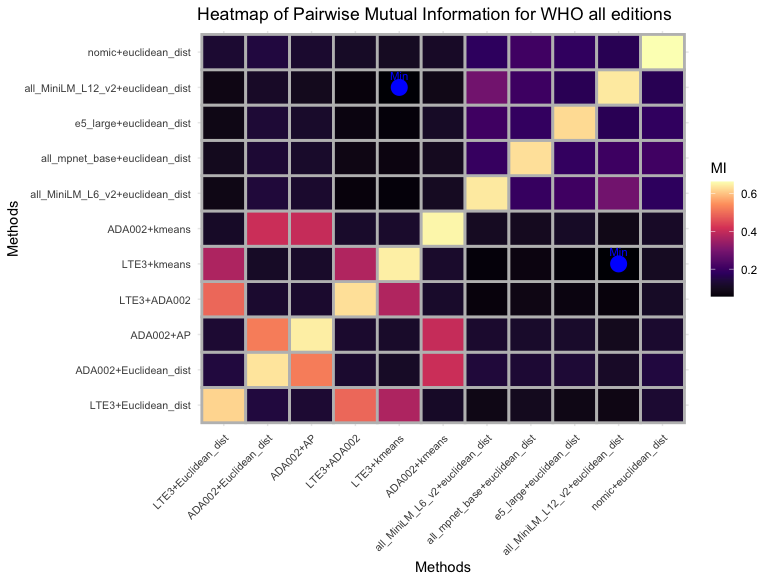 Heatmap of Pairwise Mutual Information for WHO all editions
Methods
nomic+euclidean_dist
all_MiniLM_L12_v2+euclidean_dist
e5_large+euclidean_dist
all_mpnet_base+euclidean_dist
all_MiniLM_L6_v2+euclidean_dist
ADA002+kmeans
LTE3+kmeans
LTE3+ADA002
ADA002+AP
ADA002+Euclidean_dist
LTE3+Euclidean_dist
Min
Min
MI
0.6
0.4
0.2
LTE3+Euclidean_dist
ADA002+Euclidean_dist
ADA002+AP
LTE3+ADA002
LTE3+kmeans
ADA002+kmeans
all_MiniLM_L6_v2+euclidean_dist
all_mpnet_base+euclidean_dist
e5_large+euclidean_dist
all_MiniLM_L12_v2+euclidean_dist
nomic+euclidean_dist
Methods